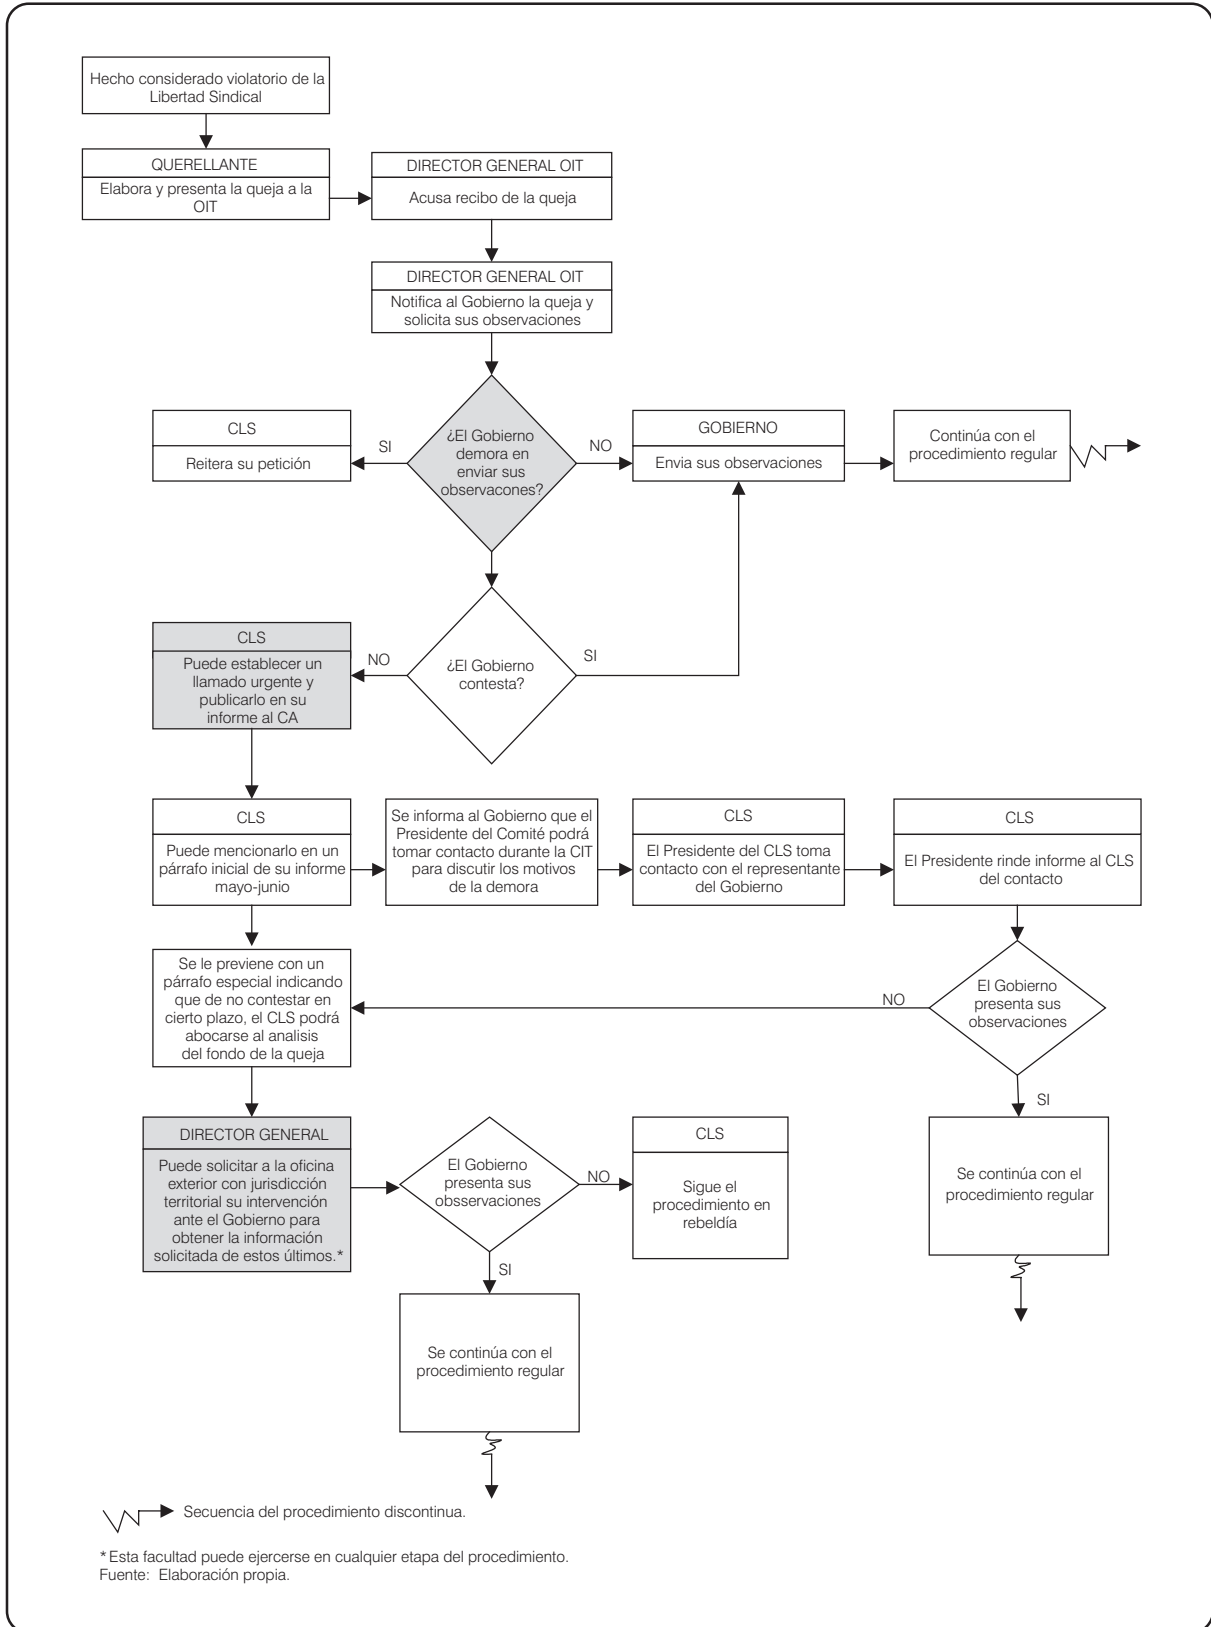 Hecho considerado violatorio de la
Libertad Sindical
QUERELLANTE
Elabora y presenta la queja a la
OIT
DIRECTOR GENERAL OIT
Acusa recibo de la queja
DIRECTOR GENERAL OIT
Notifica al Gobierno la queja y
solicita sus observaciones
¿El Gobierno
demora en
enviar sus
observacones?
SI
NO
CLS
Reitera su petición
GOBIERNO
Envia sus observaciones
Continúa con el
procedimiento regular
¿El Gobierno
contesta?
NO
SI
CLS
Puede establecer un
llamado urgente y
publicarlo en su
informe al CA
CLS
Puede mencionarlo en un
párrafo inicial de su informe
mayo-junio
Se informa al Gobierno que el
Presidente del Comité podrá
tomar contacto durante la CIT
para discutir los motivos
de la demora
CLS
El Presidente del CLS toma
contacto con el representante
del Gobierno
CLS
El Presidente rinde informe al CLS
del contacto
Se le previene con un
párrafo especial indicando
que de no contestar en
cierto plazo, el CLS podrá
abocarse al analisis
del fondo de la queja
NO
El Gobierno
presenta sus
observaciones
SI
DIRECTOR GENERAL
Puede solicitar a la oficina
exterior con jurisdicción
territorial su intervención
ante el Gobierno para
obtener la información
solicitada de estos últimos.*
El Gobierno
presenta sus
obsservaciones
NO
SI
CLS
Sigue el
procedimiento en
rebeldía
Se continúa con el
procedimiento regular
Se continúa con el
procedimiento regular
Secuencia del procedimiento discontinua.
* Esta facultad puede ejercerse en cualquier etapa del procedimiento.
Fuente: Elaboración propia.